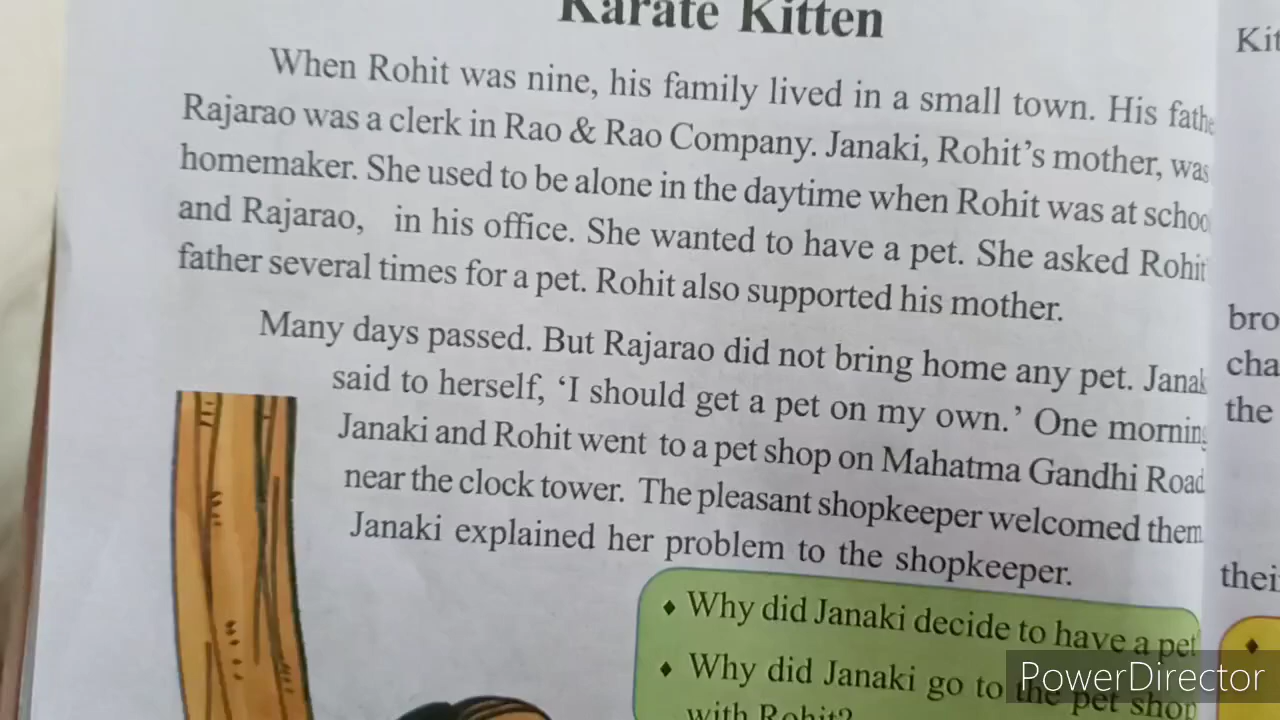 Karate Kitten
When Rohit was nine, his family lived in a small town. His fathe
Rajarao was a clerk in Rao & Rao Company. Janaki, Rohit's mother, was
homemaker. She used to be alone in the daytime when Rohit was at schoo
and Rajarao, in his office. She wanted to have a pet. She asked Rohit
father several times for a pet. Rohit also supported his mother.
Many days passed. But Rajarao did not bring home any pet. Janak
said to herself, 'I should get a pet on my own.' One morning
Janaki and Rohit went to a pet shop on Mahatma Gandhi Road
near the clock tower. The pleasant shopkeeper welcomed them
Janaki explained her problem to the shopkeeper.
♦ Why did Janaki decide to have a pet
♦ Why did Janaki go to the pet shop
with Rohit?
Kit
bro
cha
the
thei
PowerDirector